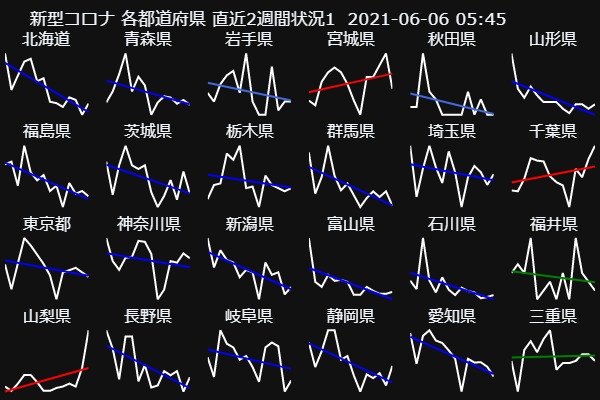 新型コロナ 各都道府県 直近2週間状況1 2021-06-06 05:45
北海道 青森県 岩手県 宮城県 秋田県 山形県
福島県 茨城県 栃木県 群馬県 埼玉県 千葉県
東京都 神奈川県 新潟県 富山県 石川県 福井県
山梨県 長野県 岐阜県 静岡県 愛知県 三重県